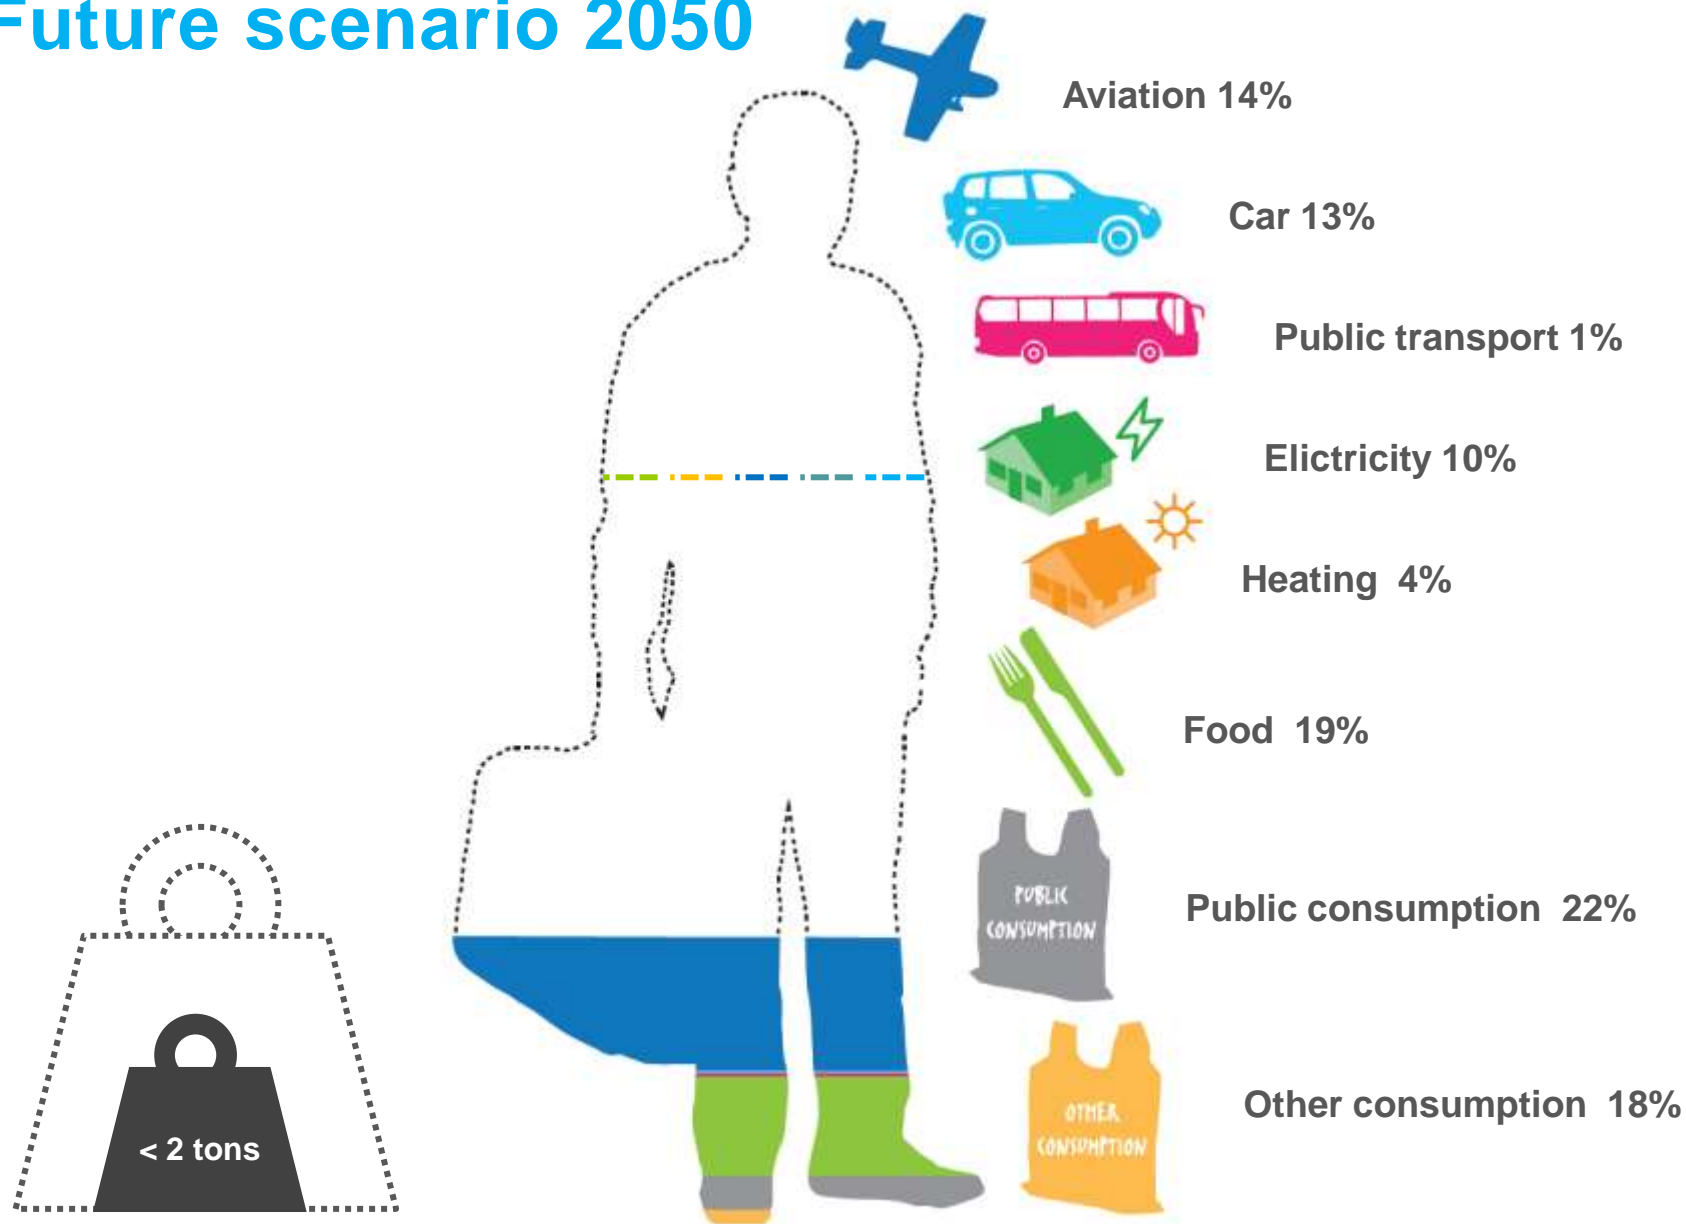 Future scenario 2050
Aviation 14%
Car 13%
Public transport 1%
Elictricity 10%
Heating 4%
Food 19%
PUBLIC
CONSUMPTION
Public consumption 22%
OTHER
CONSUMPTION
Other consumption 18%
< 2 tons